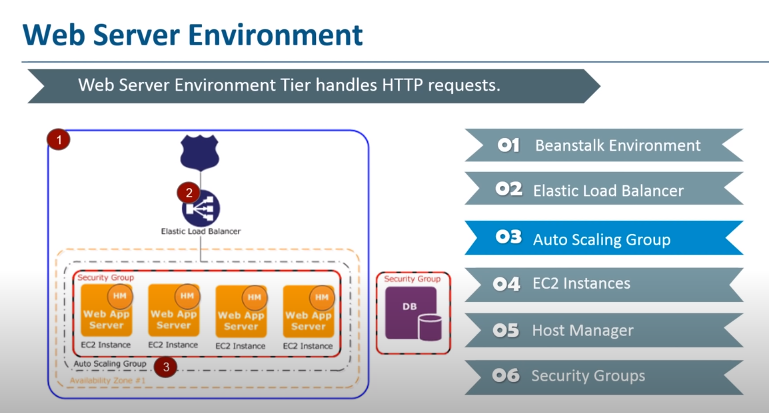 Web Server Environment
Web Server Environment Tier handles HTTP requests.
1
2
Elastic Load Balancer
Security Group
HM
Web App
Server
EC2 Instance
HM
Web App
Server
EC2 Instance
HM
Web App
Server
EC2 Instance
HM
Web App
Server
EC2 Instance
Auto Scaling Group
3
Availability Zone #1
Security Group
DB
01 Beanstalk Environment
02 Elastic Load Balancer
03 Auto Scaling Group
04 EC2 Instances
05 Host Manager
06 Security Groups